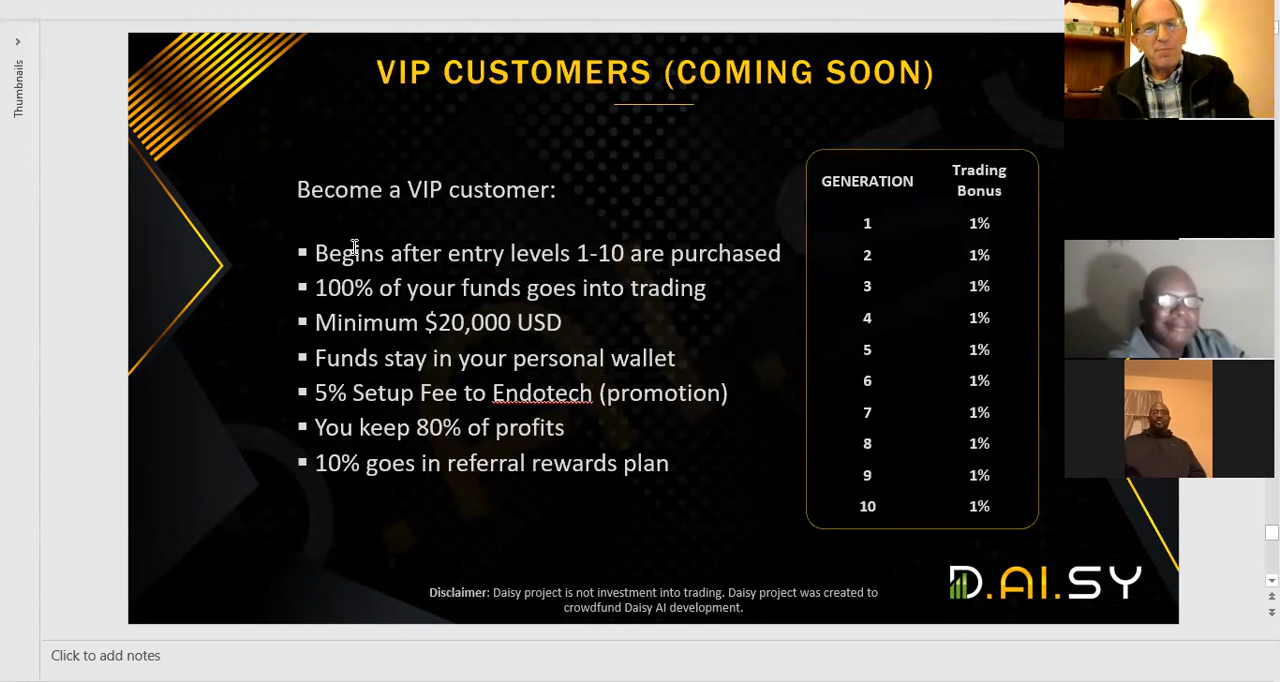 Thumbnails
VIP CUSTOMERS (COMING SOON)
Become a VIP customer:
▪ Begins after entry levels 1-10 are purchased
▪ 100% of your funds goes into trading
▪ Minimum $20,000 USD
▪ Funds stay in your personal wallet
▪ 5% Setup Fee to Endotech (promotion)
▪ You keep 80% of profits
▪ 10% goes in referral rewards plan
GENERATION Trading Bonus
1 1%
2 1%
3 1%
4 1%
5 1%
6 1%
7 1%
8 1%
9 1%
10 1%
Disclaimer: Daisy project is not investment into trading. Daisy project was created to
crowdfund Daisy AI development.
D.AI.SY
Click to add notes